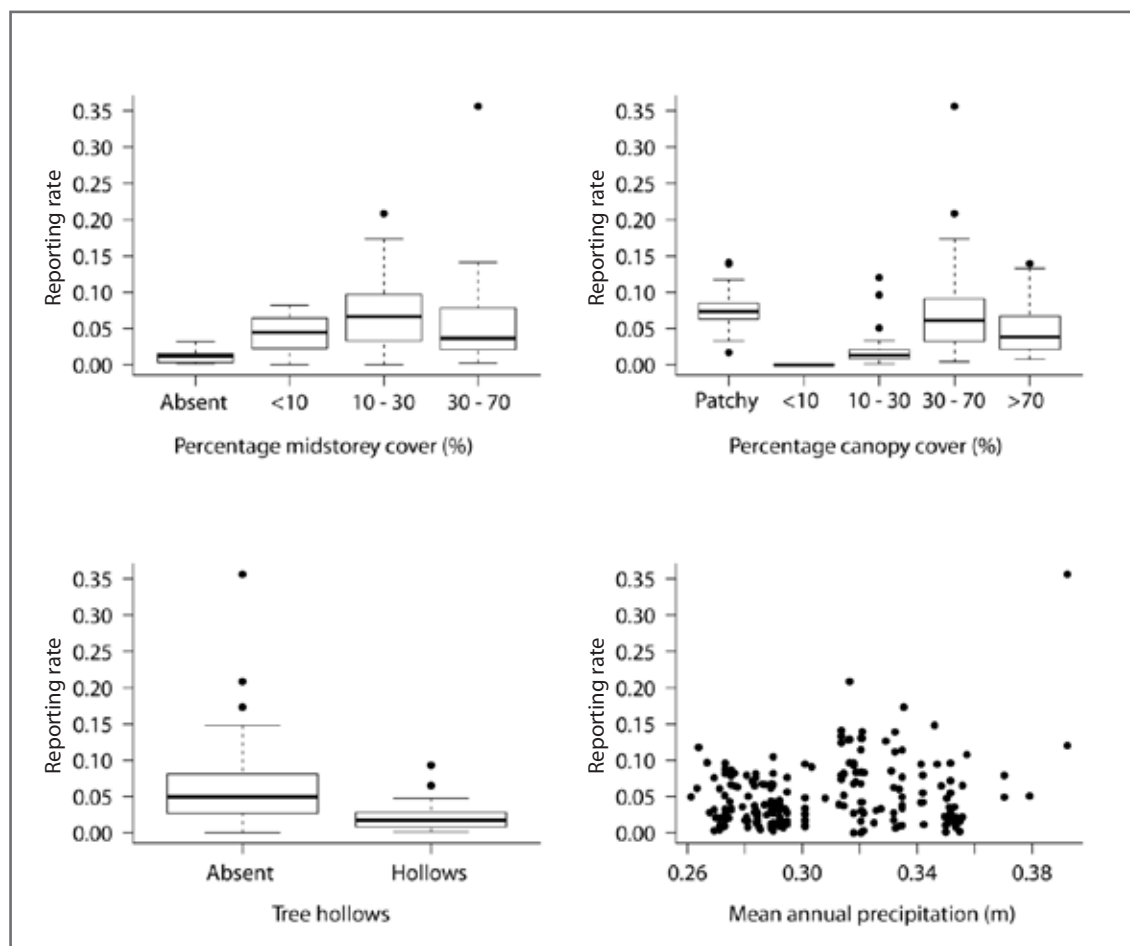 0.35
0.30
0.25
0.20
0.15
0.10
0.05
0.00
Reporting rate
Absent <10 10 - 30 30 - 70
Percentage midstorey cover (%)
0.35
0.30
0.25
0.20
0.15
0.10
0.05
0.00
Reporting rate
Patchy <10 10 - 30 30 - 70 >70
Percentage canopy cover (%)
0.35
0.30
0.25
0.20
0.15
0.10
0.05
0.00
Reporting rate
Absent Hollows
Tree hollows
0.35
0.30
0.25
0.20
0.15
0.10
0.05
0.00
Reporting rate
0.26 0.30 0.34 0.38
Mean annual precipitation (m)